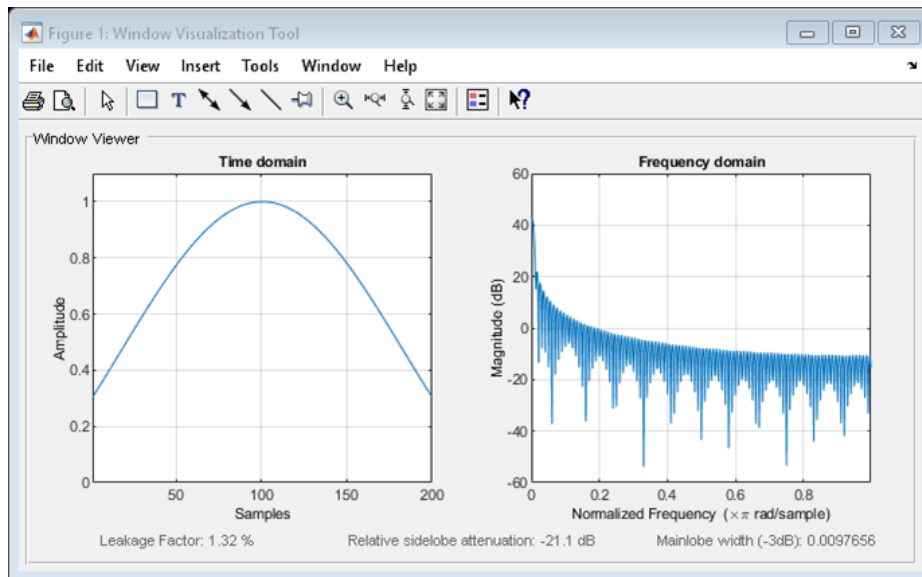 Figure 1: Window Visualization Tool
File Edit View Insert Tools Window Help
T
Window Viewer
Time domain
1
0.8
0.6
0.4
0.2
0
Amplitude
50 100 150 200
Samples
Frequency domain
60
40
20
0
-20
-40
-60
Magnitude (dB)
0 0.2 0.4 0.6 0.8
Normalized Frequency (×π rad/sample)
Leakage Factor: 1.32 % Relative sidelobe attenuation: -21.1 dB Mainlobe width (-3dB): 0.0097656